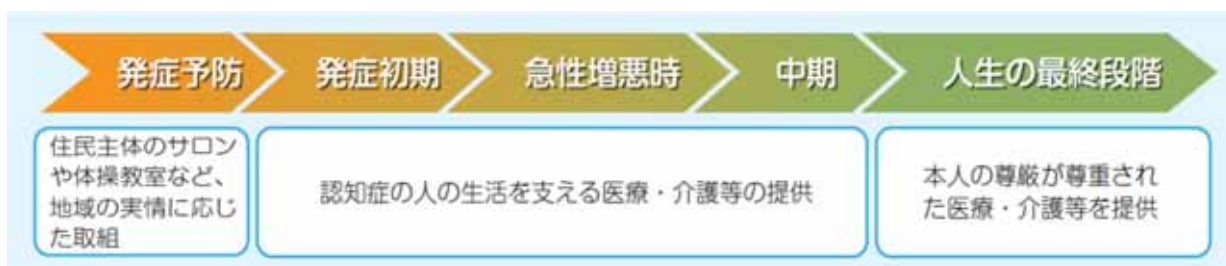 発症予防
発症初期
急性増悪時
中期
人生の最終段階
住民主体のサロン
や体操教室など、
地域の実情に応じ
た取組
認知症の人の生活を支える医療・介護等の提供
本人の尊厳が尊重され
た医療・介護等を提供